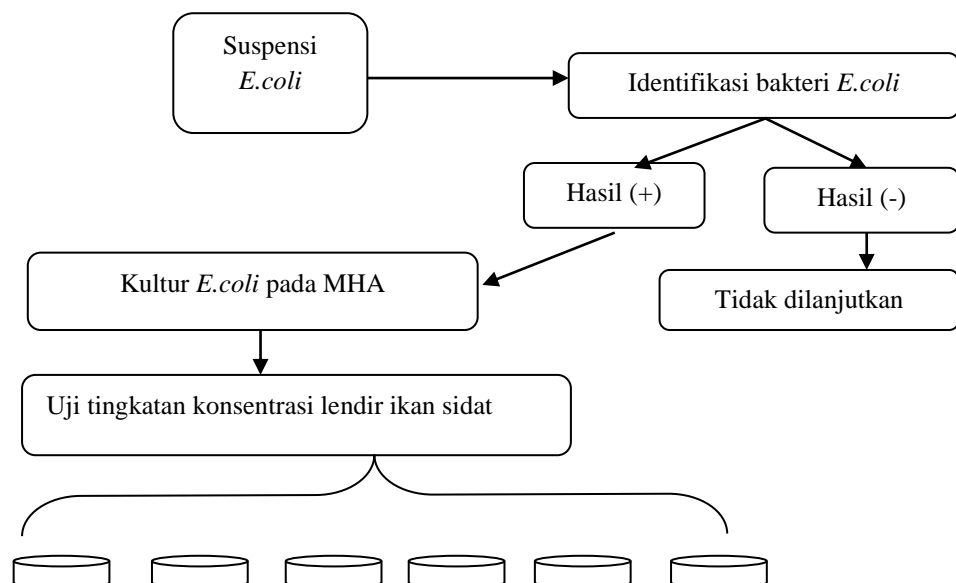 Suspensi
E.coli
Identifikasi bakteri E.coli
Hasil (+)
Hasil (-)
Kultur E.coli pada MHA
Tidak dilanjutkan
Uji tingkatan konsentrasi lendir ikan sidat